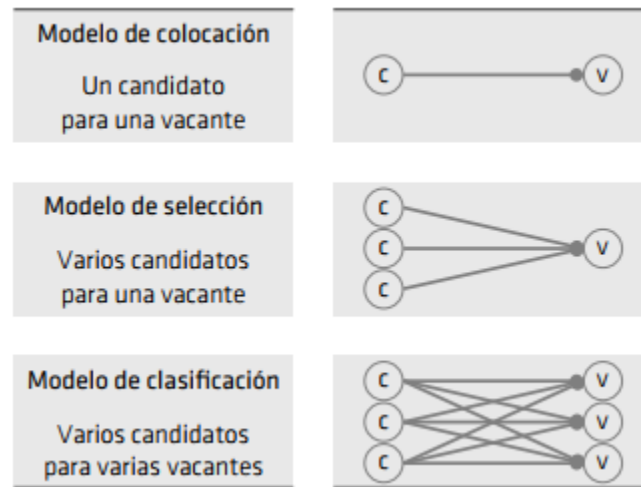 Modelo de colocación
Un candidato
para una vacante
C
V
Modelo de selección
Varios candidatos
para una vacante
C
C
C
V
Modelo de clasificación
Varios candidatos
para varias vacantes
C
V
C
V
C
V